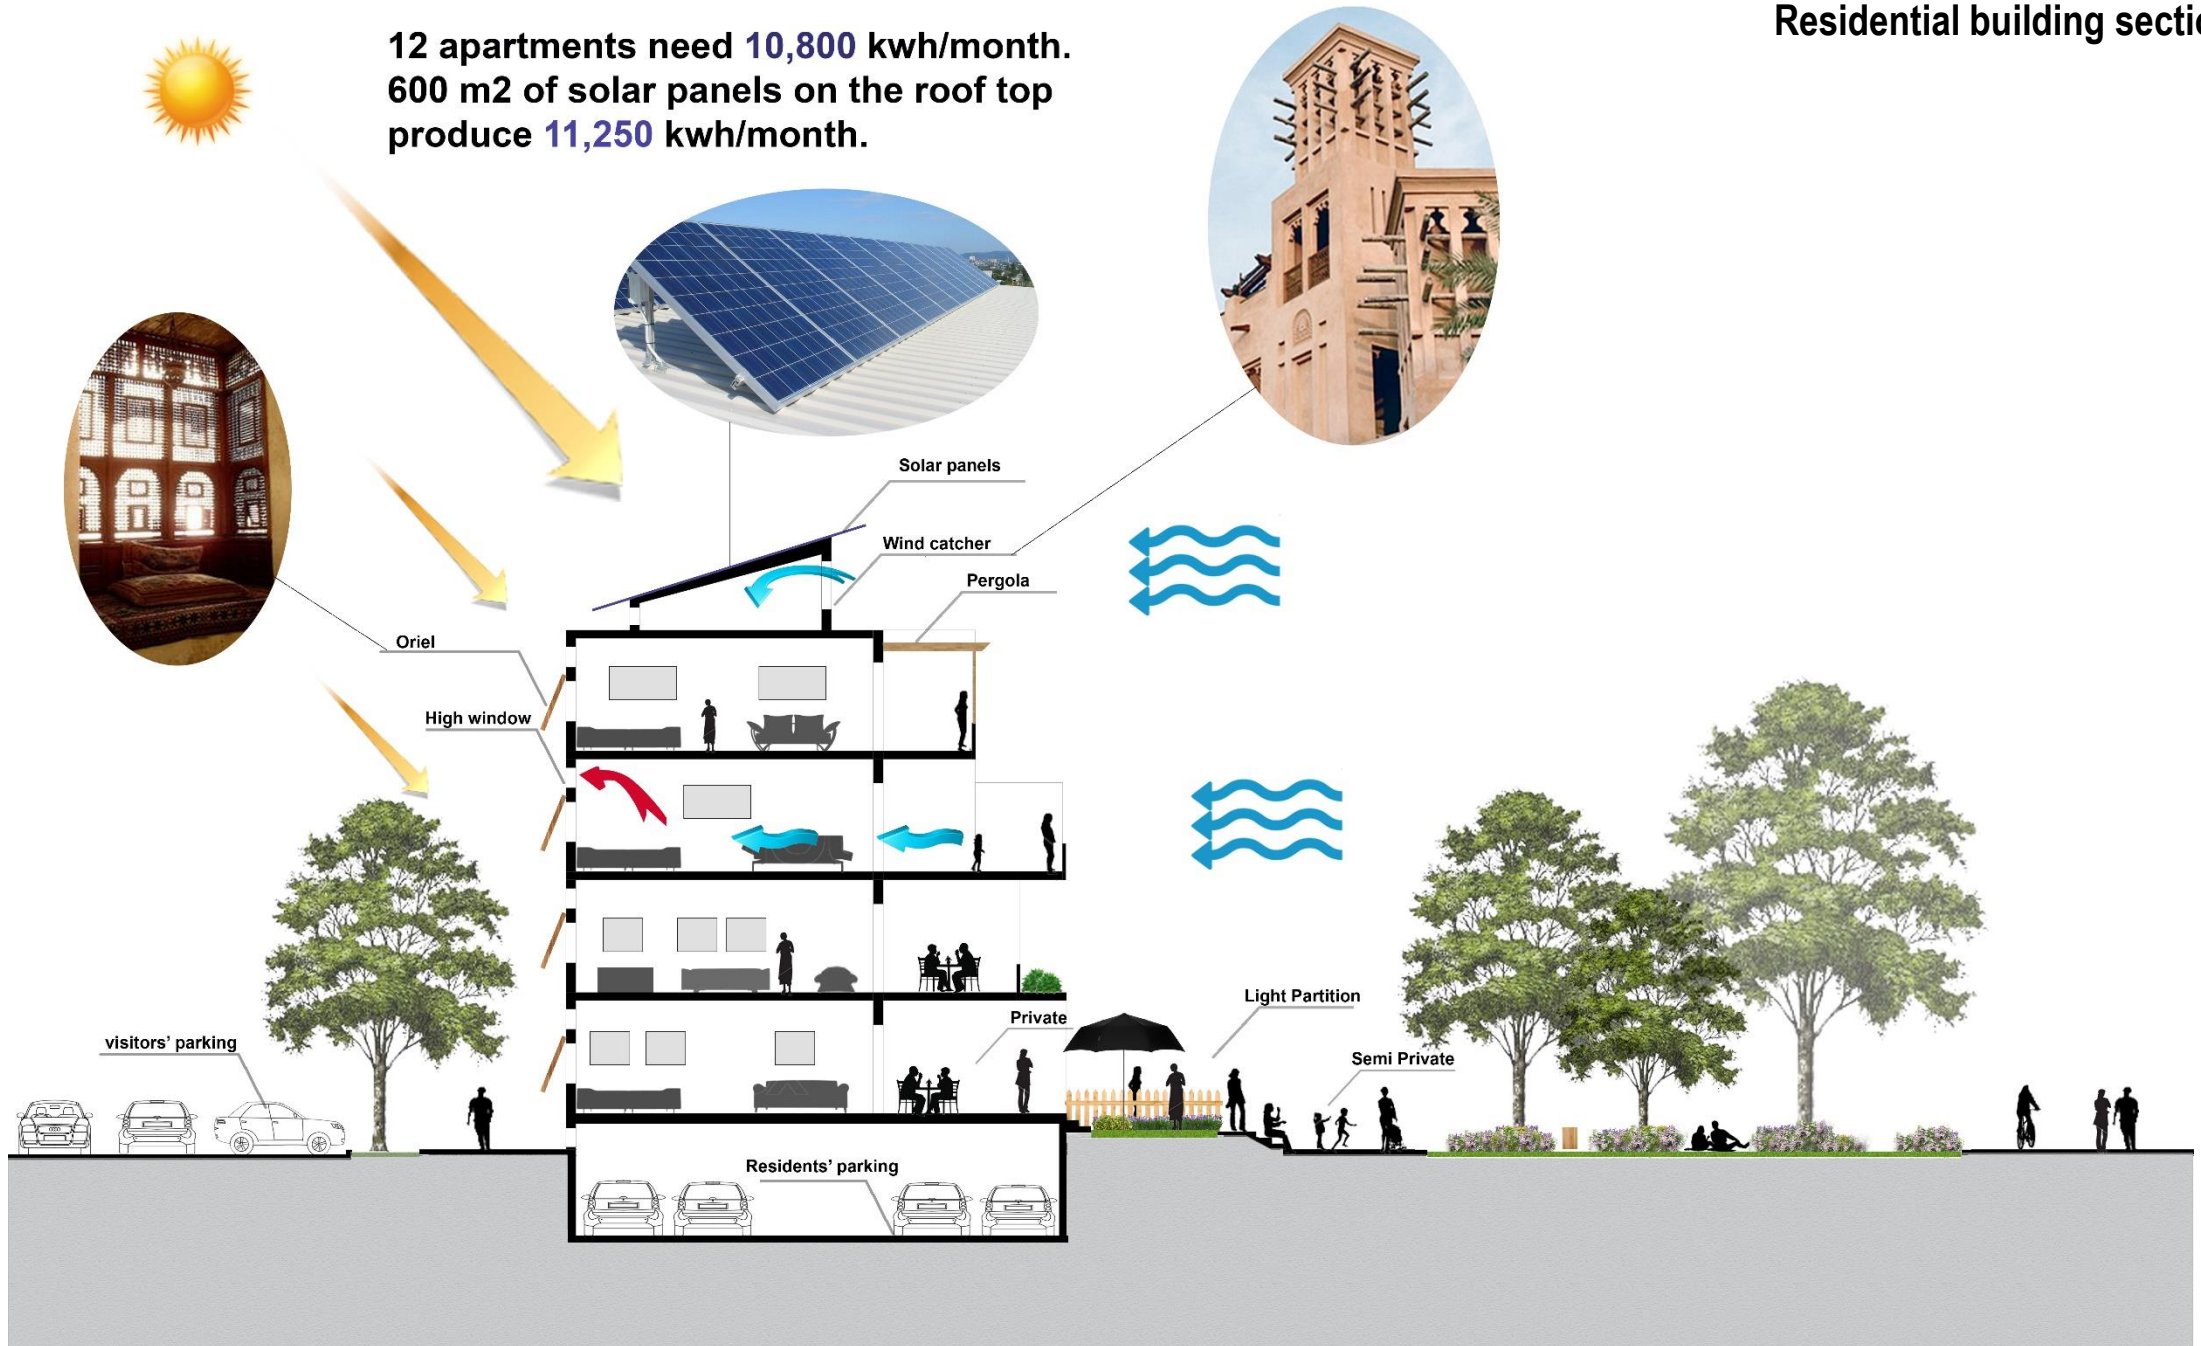 Residential building sectio
12 apartments need 10,800 kwh/month.
600 m2 of solar panels on the roof top
produce 11,250 kwh/month.
Solar panels
Wind catcher
Pergola
Oriel
High window
Light Partition
Private
Semi Private
visitors' parking
Residents' parking